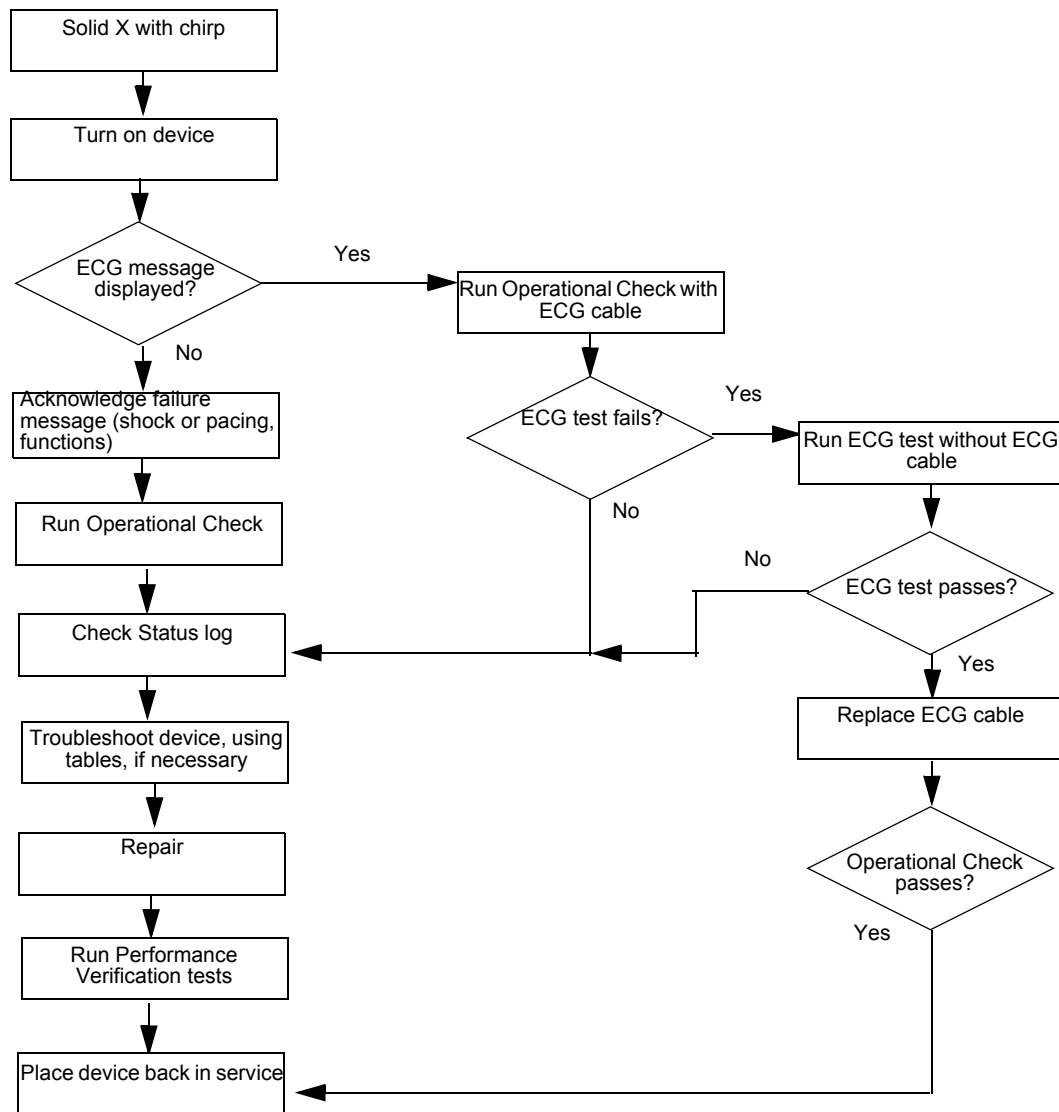 Solid X with chirp
Turn on device
ECG message
displayed?
Yes
No
Run Operational Check with
ECG cable
Acknowledge failure
message (shock or pacing,
functions)
ECG test fails?
Yes
No
Run ECG test without ECG
cable
Run Operational Check
ECG test passes?
No
Yes
Check Status log
Replace ECG cable
Troubleshoot device, using
tables, if necessary
Repair
Operational Check
passes?
Yes
Run Performance
Verification tests
Place device back in service